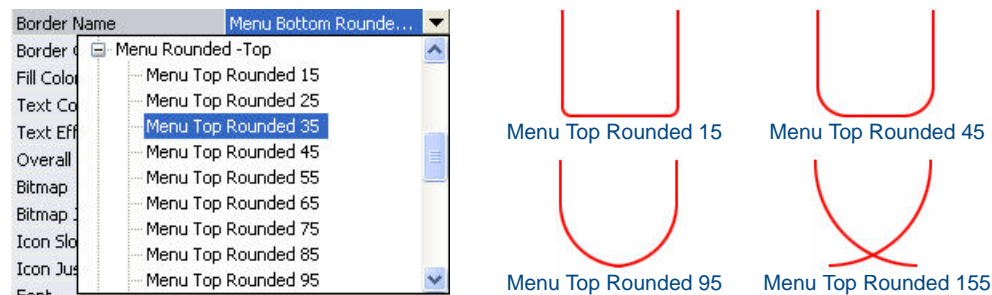 Border Name Menu Bottom Rounde...
Border
Menu Rounded -Top
Fill Color
Menu Top Rounded 15
Text Co
Menu Top Rounded 25
Text Eff
Menu Top Rounded 35
Overall
Menu Top Rounded 45
Bitmap
Menu Top Rounded 55
Bitmap
Menu Top Rounded 65
Icon Slo
Menu Top Rounded 75
Icon Jus
Menu Top Rounded 85
Menu Top Rounded 95
Menu Top Rounded 15
Menu Top Rounded 45
Menu Top Rounded 95
Menu Top Rounded 155